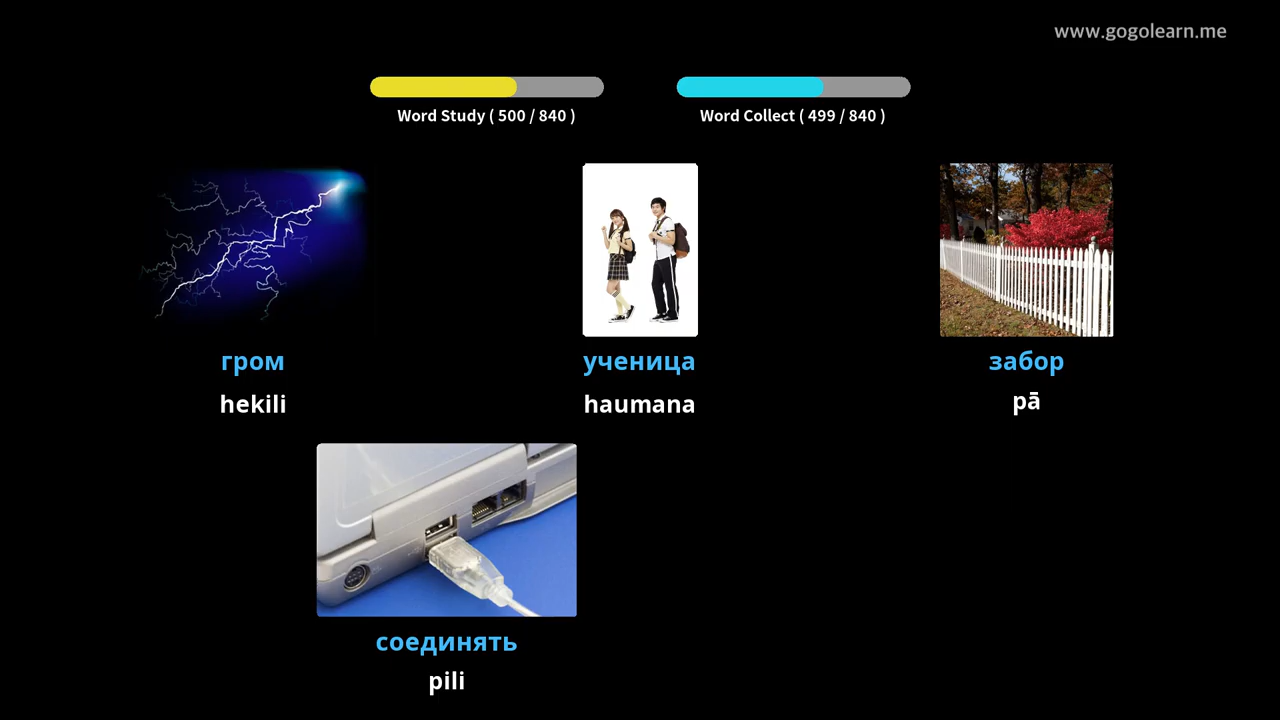 www.gogolearn.me
Word Study ( 500 / 840 )
Word Collect ( 499 / 840 )
гром
ученица
забор
hekili
haumana
pā
соединять
pili